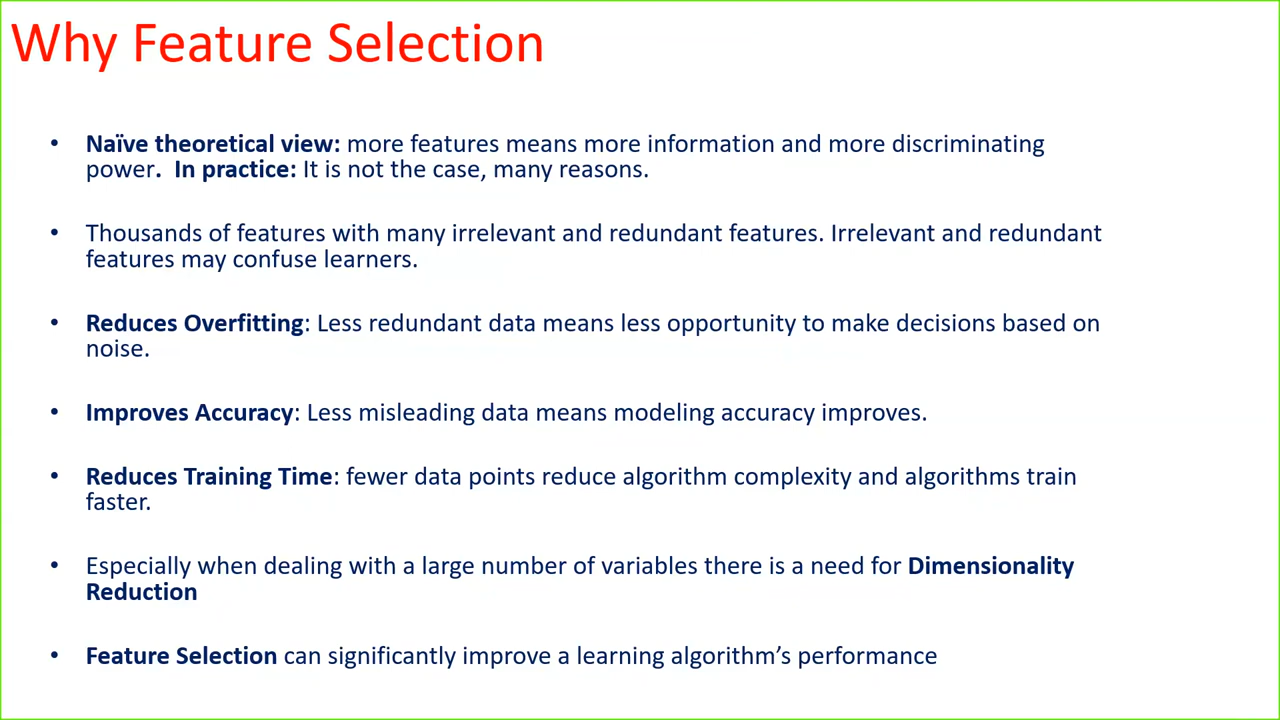 Why Feature Selection
• Naïve theoretical view: more features means more information and more discriminating
power. In practice: It is not the case, many reasons.
• Thousands of features with many irrelevant and redundant features. Irrelevant and redundant
features may confuse learners.
• Reduces Overfitting: Less redundant data means less opportunity to make decisions based on
noise.
• Improves Accuracy: Less misleading data means modeling accuracy improves.
• Reduces Training Time: fewer data points reduce algorithm complexity and algorithms train
faster.
• Especially when dealing with a large number of variables there is a need for Dimensionality
Reduction
• Feature Selection can significantly improve a learning algorithm’s performance